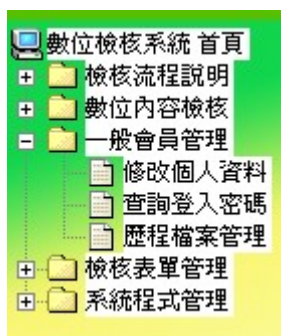 數位檢核系統 首頁
檢核流程說明
數位內容檢核
一般會員管理
修改個人資料
查詢登入密碼
歷程檔案管理
檢核表單管理
系統程式管理